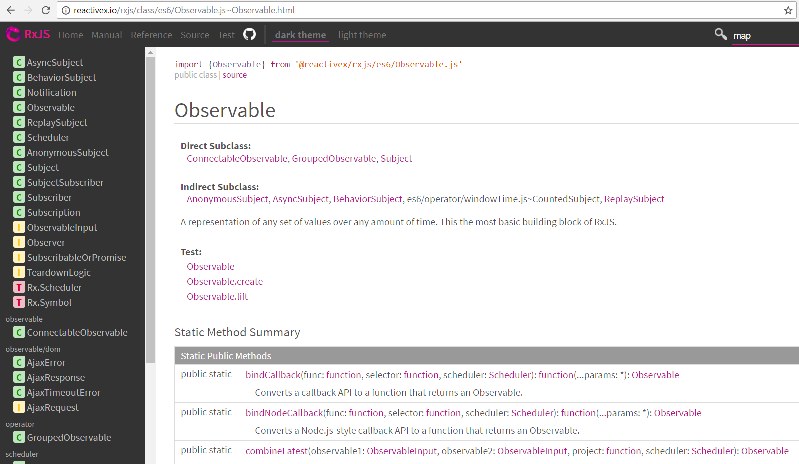 reactivex.io/rxjs/class/es6/Observable.js~Observable.html
RxJS Home Manual Reference Source Test dark theme light theme map
C AsyncSubject
C BehaviorSubject
C Notification
C Observable
C ReplaySubject
C Scheduler
C AnonymousSubject
C Subject
C SubjectSubscriber
C Subscriber
C Subscription
I ObservableInput
I Observer
I SubscribableOrPromise
I TeardownLogic
T Rx.Scheduler
T Rx.Symbol
observable
C ConnectableObservable
observable/dom
C AjaxError
C AjaxResponse
C AjaxTimeoutError
I AjaxRequest
operator
C GroupedObservable
scheduler
import {Observable} from '@reactivex/rxjs/es6/Observable.js'
public class | source
Observable
Direct Subclass:
ConnectableObservable, GroupedObservable, Subject
Indirect Subclass:
AnonymousSubject, AsyncSubject, BehaviorSubject, es6/operator/windowTime.js~CountedSubject, ReplaySubject
A representation of any set of values over any amount of time. This the most basic building block of RxJS.
Test:
Observable
Observable.create
Observable.lift
Static Method Summary
Static Public Methods
public static bindCallback(func: function, selector: function, scheduler: Scheduler): function(...params: *): Observable
Converts a callback API to a function that returns an Observable.
public static bindNodeCallback(func: function, selector: function, scheduler: Scheduler): function(...params: *): Observable
Converts a Node.js-style callback API to a function that returns an Observable.
public static combineLatest(observable1: ObservableInput, observable2: ObservableInput, project: function, scheduler: Scheduler): Observable